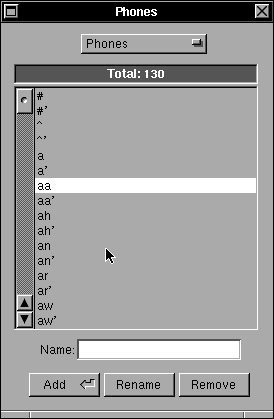 Phones
Phones
Total: 130
#
#'
^
^'
a
a'
aa
aa'
ah
ah'
an
an'
ar
ar'
aw
aw'
Name:
Add Rename Remove